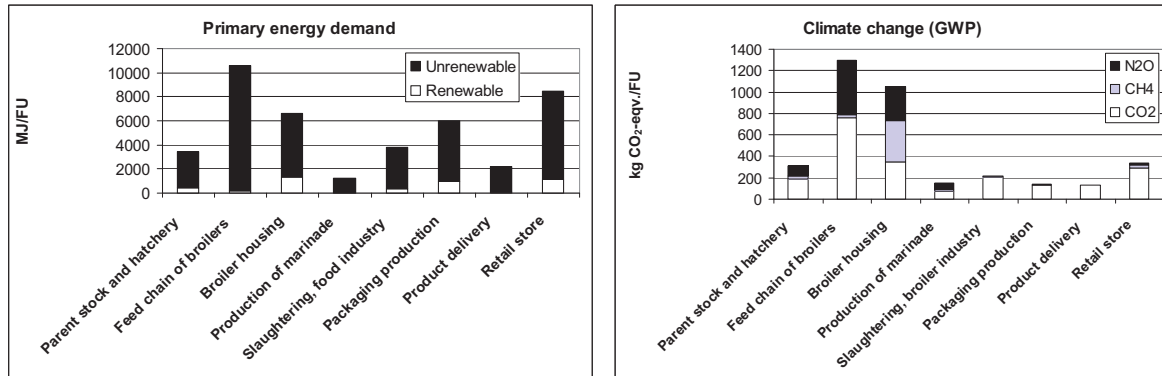 Primary energy demand
MJ/FU
12000
10000
8000
6000
4000
2000
0
Unrenewable
Renewable
Parent stock and hatchery
Feed chain of broilers
Broiler housing
Production of marinade
Slaughtering, food industry
Packaging production
Product delivery
Retail store
Climate change (GWP)
kg CO₂-eqv./FU
1400
1200
1000
800
600
400
200
0
N2O
CH4
CO2
Parent stock and hatchery
Feed chain of broilers
Broiler housing
Production of marinade
Slaughtering, broiler industry
Packaging production
Product delivery
Retail store